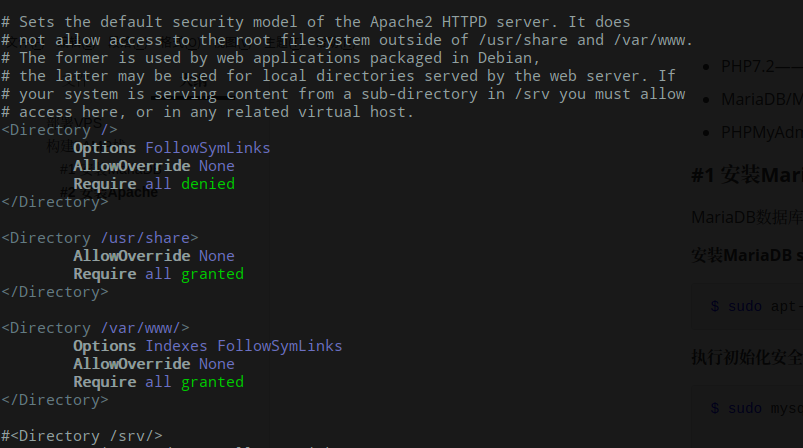 # Sets the default security model of the Apache2 HTTPD server. It does
# not allow access to the root filesystem outside of /usr/share and /var/www.
# The former is used by web applications packaged in Debian,
# the latter may be used for local directories served by the web server. If
# your system is serving content from a sub-directory in /srv you must allow
# access here, or in any related virtual host.
<Directory />
        Options FollowSymLinks
        AllowOverride None
        Require all denied
</Directory>

<Directory /usr/share>
        AllowOverride None
        Require all granted
</Directory>

<Directory /var/www/>
        Options Indexes FollowSymLinks
        AllowOverride None
        Require all granted
</Directory>

#<Directory /srv/>
PHP7.2——
MariaDB/M
PHPMyAdm
#1 安装Mari
MariaDB数据库
安装MariaDB s
$ sudo apt-
执行初始化安全
$ sudo mysq